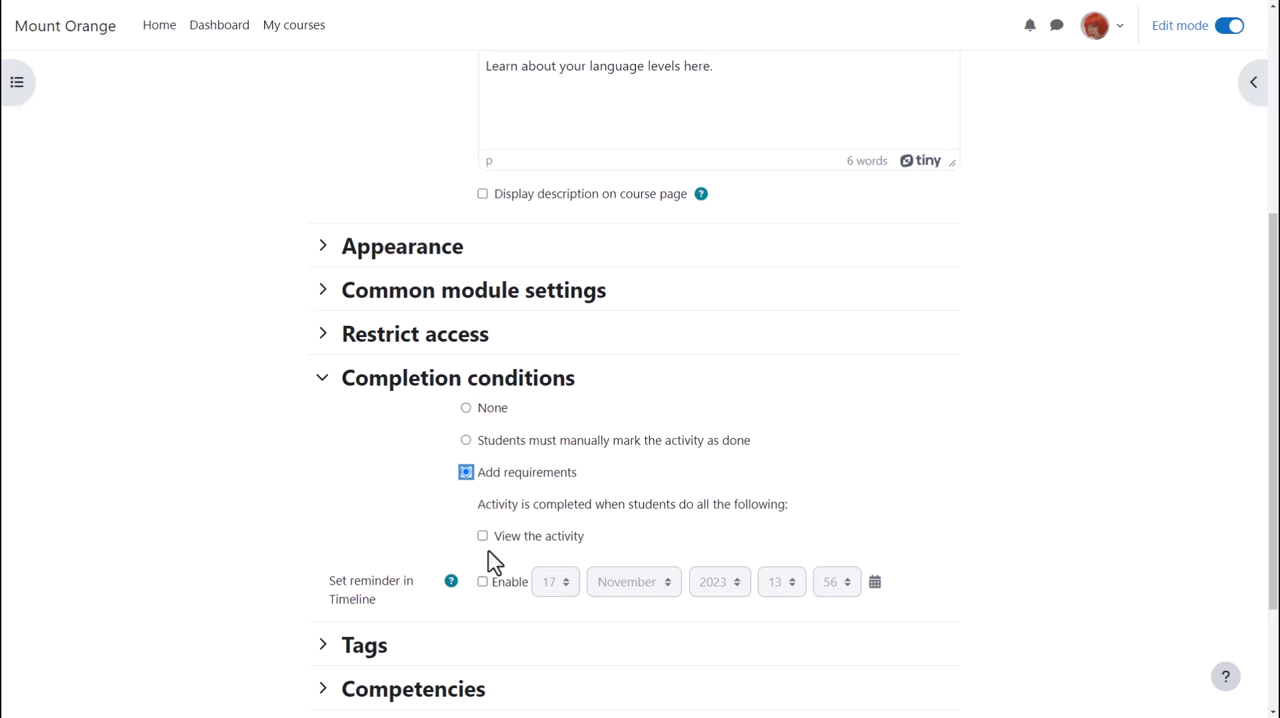 Mount Orange
Home
Dashboard
My courses
Edit mode
Learn about your language levels here.
p
6 words
tiny
Display description on course page
?
Appearance
Common module settings
Restrict access
Completion conditions
None
Students must manually mark the activity as done
Add requirements
Activity is completed when students do all the following:
View the activity
Set reminder in
Timeline
?
Enable
17
November
2023
13
56
Tags
Competencies
?